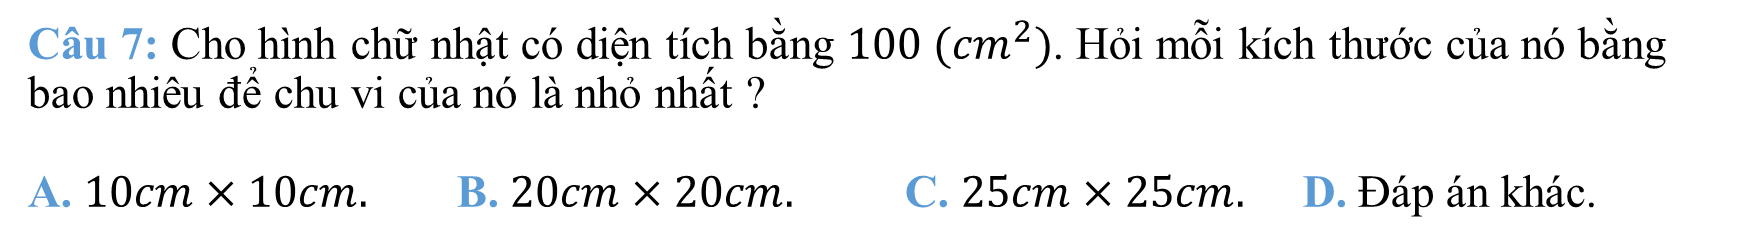 Câu 7: Cho hình chữ nhật có diện tích bằng 100 (cm²). Hỏi mỗi kích thước của nó bằng
bao nhiêu để chu vi của nó là nhỏ nhất ?
A. 10cm × 10cm. B. 20cm × 20cm. C. 25cm × 25cm. D. Đáp án khác.